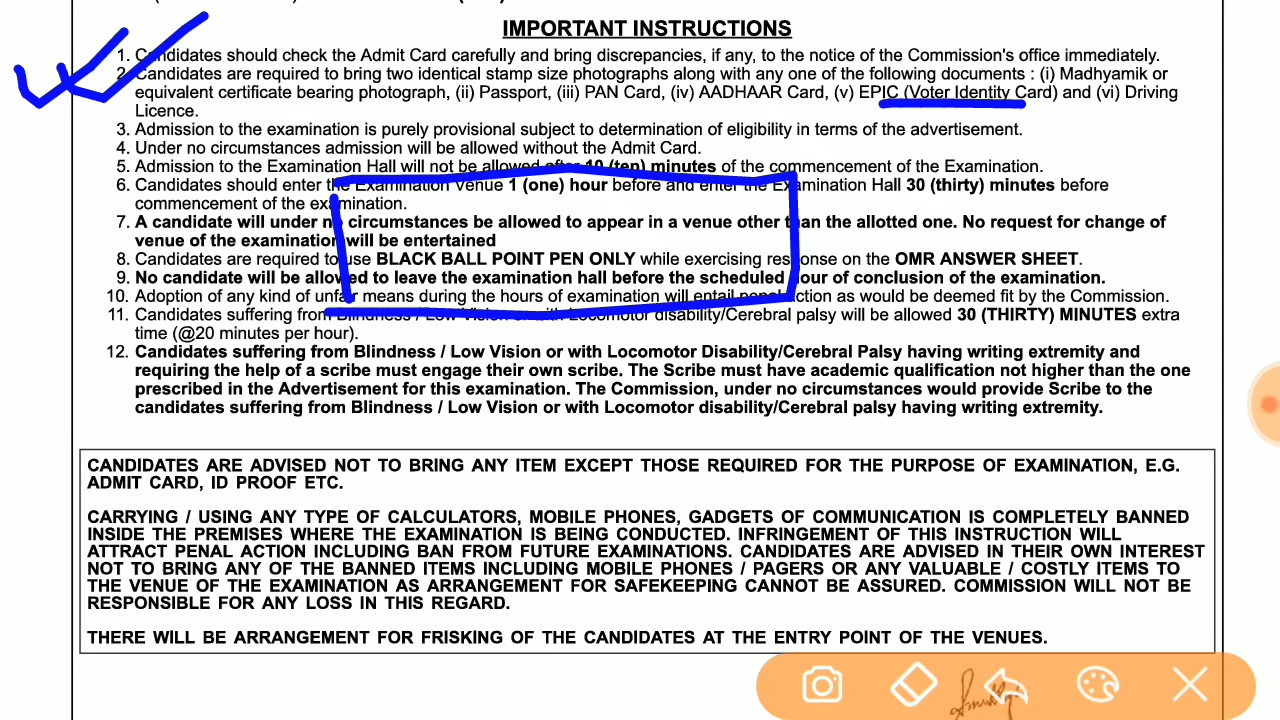 IMPORTANT INSTRUCTIONS
1. Candidates should check the Admit Card carefully and bring discrepancies, if any, to the notice of the Commission's office immediately.
2. Candidates are required to bring two identical stamp size photographs along with any one of the following documents : (i) Madhyamik or
equivalent certificate bearing photograph, (ii) Passport, (iii) PAN Card, (iv) AADHAAR Card, (v) EPIC (Voter Identity Card) and (vi) Driving
Licence.
3. Admission to the examination is purely provisional subject to determination of eligibility in terms of the advertisement.
4. Under no circumstances admission will be allowed without the Admit Card.
5. Admission to the Examination Hall will not be allowed after 10 (ten) minutes of the commencement of the Examination.
6. Candidates should enter the Examination Venue 1 (one) hour before and enter the Examination Hall 30 (thirty) minutes before
commencement of the examination.
7. A candidate will under no circumstances be allowed to appear in a venue other than the allotted one. No request for change of
venue of the examination will be entertained
8. Candidates are required to use BLACK BALL POINT PEN ONLY while exercising response on the OMR ANSWER SHEET.
9. No candidate will be allowed to leave the examination hall before the scheduled hour of conclusion of the examination.
10. Adoption of any kind of unfair means during the hours of examination will entail penal action as would be deemed fit by the Commission.
11. Candidates suffering from Blindness / Low Vision or with Locomotor disability/Cerebral palsy will be allowed 30 (THIRTY) MINUTES extra
time (@20 minutes per hour).
12. Candidates suffering from Blindness / Low Vision or with Locomotor Disability/Cerebral Palsy having writing extremity and
requiring the help of a scribe must engage their own scribe. The Scribe must have academic qualification not higher than the one
prescribed in the Advertisement for this examination. The Commission, under no circumstances would provide Scribe to the
candidates suffering from Blindness / Low Vision or with Locomotor disability/Cerebral palsy having writing extremity.
CANDIDATES ARE ADVISED NOT TO BRING ANY ITEM EXCEPT THOSE REQUIRED FOR THE PURPOSE OF EXAMINATION, E.G.
ADMIT CARD, ID PROOF ETC.
CARRYING / USING ANY TYPE OF CALCULATORS, MOBILE PHONES, GADGETS OF COMMUNICATION IS COMPLETELY BANNED
INSIDE THE PREMISES WHERE THE EXAMINATION IS BEING CONDUCTED. INFRINGEMENT OF THIS INSTRUCTION WILL
ATTRACT PENAL ACTION INCLUDING BAN FROM FUTURE EXAMINATIONS. CANDIDATES ARE ADVISED IN THEIR OWN INTEREST
NOT TO BRING ANY OF THE BANNED ITEMS INCLUDING MOBILE PHONES / PAGERS OR ANY VALUABLE / COSTLY ITEMS TO
THE VENUE OF THE EXAMINATION AS ARRANGEMENT FOR SAFEKEEPING CANNOT BE ASSURED. COMMISSION WILL NOT BE
RESPONSIBLE FOR ANY LOSS IN THIS REGARD.
THERE WILL BE ARRANGEMENT FOR FRISKING OF THE CANDIDATES AT THE ENTRY POINT OF THE VENUES.